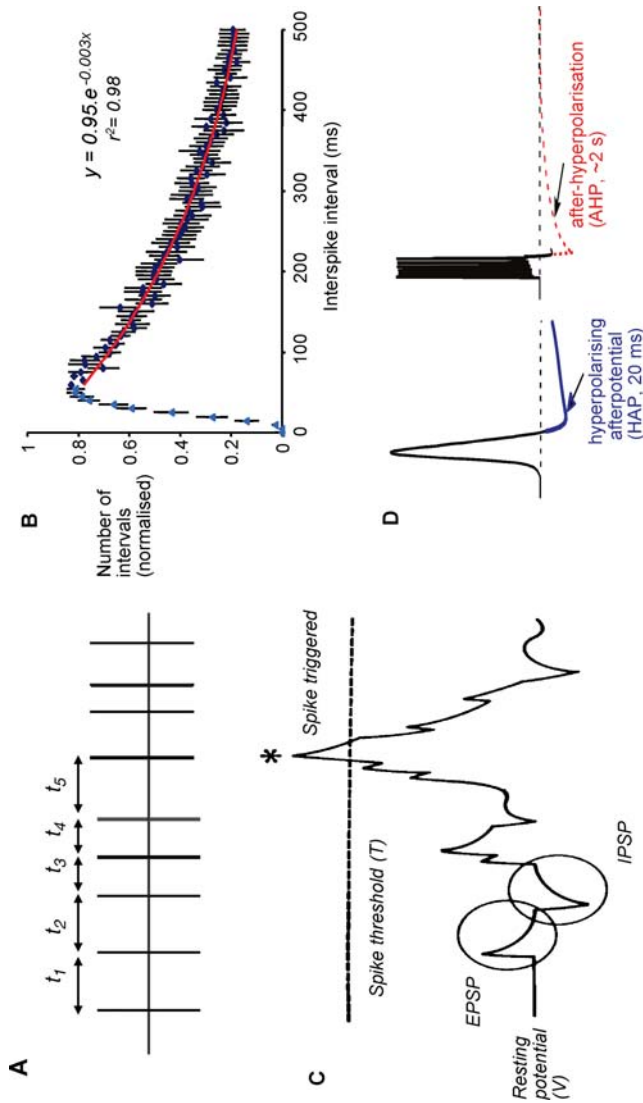 A
t1
t2
t3
t4
t5
B
Number of
intervals
(normalised)
1
0.8
0.6
0.4
0.2
0
y = 0.95.e−0.003x
r2= 0.98
0
100
200
300
400
500
Interspike interval (ms)
C
Spike threshold (T)
*
Spike triggered
EPSP
IPSP
Resting
potential
(V)
D
hyperpolarising
afterpotential
(HAP, 20 ms)
after-hyperpolarisation
(AHP, ~2 s)